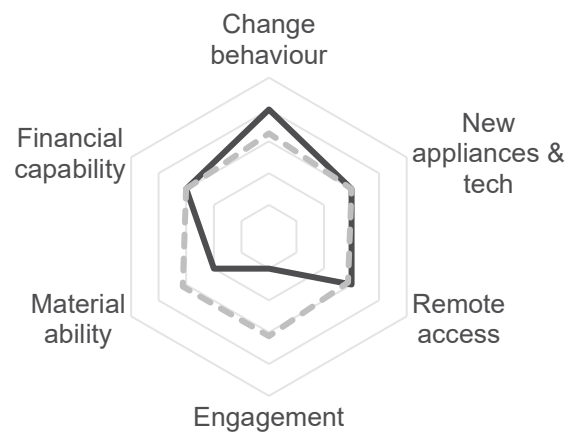 Change
behaviour
New
appliances &
tech
Remote
access
Engagement
Material
ability
Financial
capability